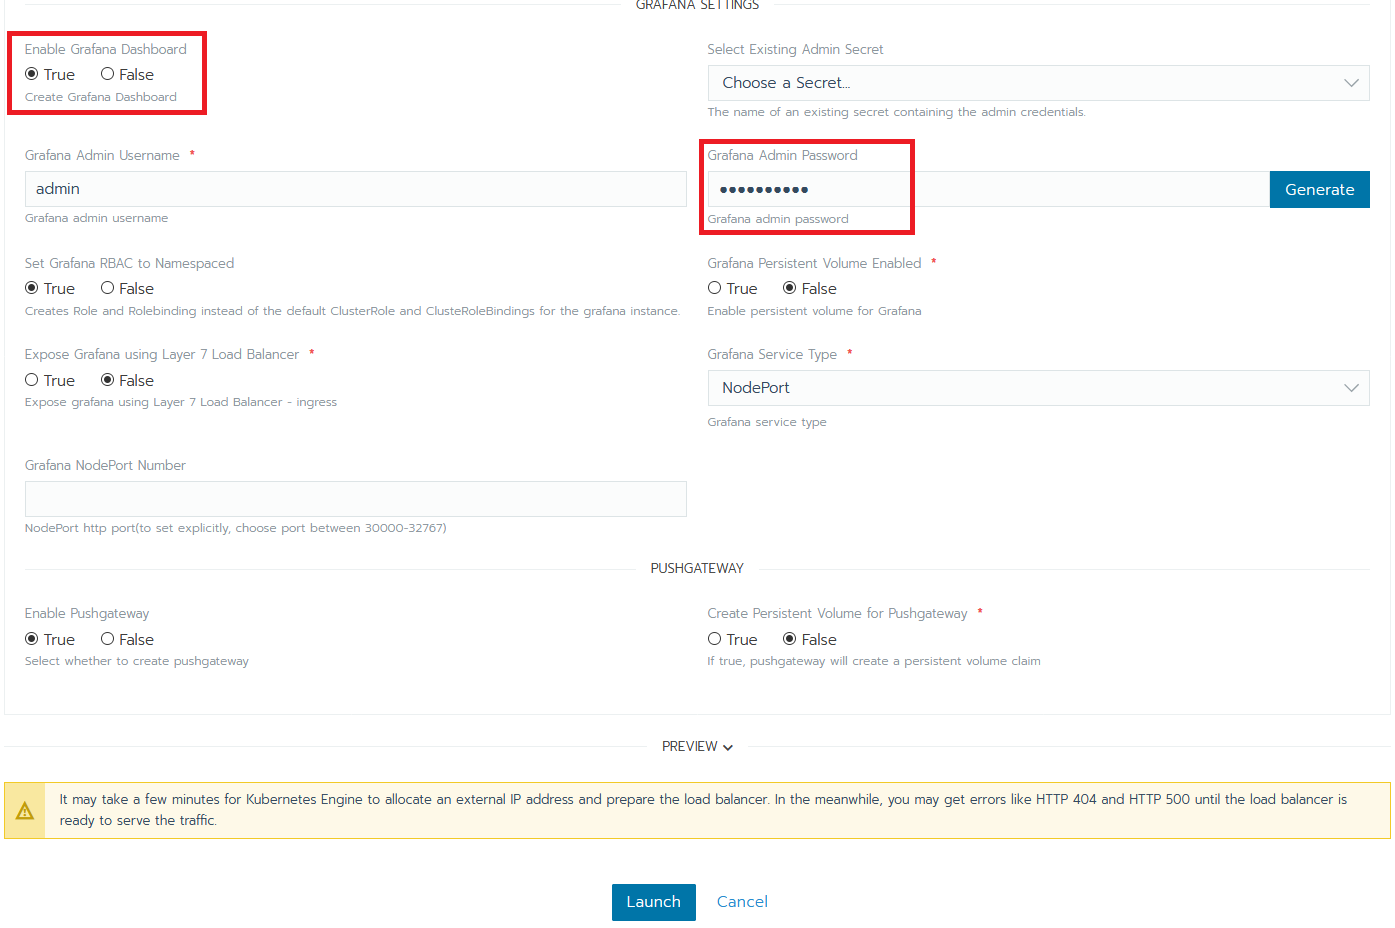 GRAFANA SETTINGS
Enable Grafana Dashboard
True False
Create Grafana Dashboard
Select Existing Admin Secret
Choose a Secret...
The name of an existing secret containing the admin credentials.
Grafana Admin Username *
admin
Grafana admin username
Grafana Admin Password
••••••••••
Generate
Grafana admin password
Set Grafana RBAC to Namespaced
True False
Creates Role and Rolebinding instead of the default ClusterRole and ClusteRoleBindings for the grafana instance.
Grafana Persistent Volume Enabled *
True False
Enable persistent volume for Grafana
Expose Grafana using Layer 7 Load Balancer *
True False
Expose grafana using Layer 7 Load Balancer - ingress
Grafana Service Type *
NodePort
Grafana service type
Grafana NodePort Number
NodePort http port(to set explicitly, choose port between 30000-32767)
PUSHGATEWAY
Enable Pushgateway
True False
Select whether to create pushgateway
Create Persistent Volume for Pushgateway *
True False
If true, pushgateway will create a persistent volume claim
PREVIEW
It may take a few minutes for Kubernetes Engine to allocate an external IP address and prepare the load balancer. In the meanwhile, you may get errors like HTTP 404 and HTTP 500 until the load balancer is
ready to serve the traffic.
Launch Cancel